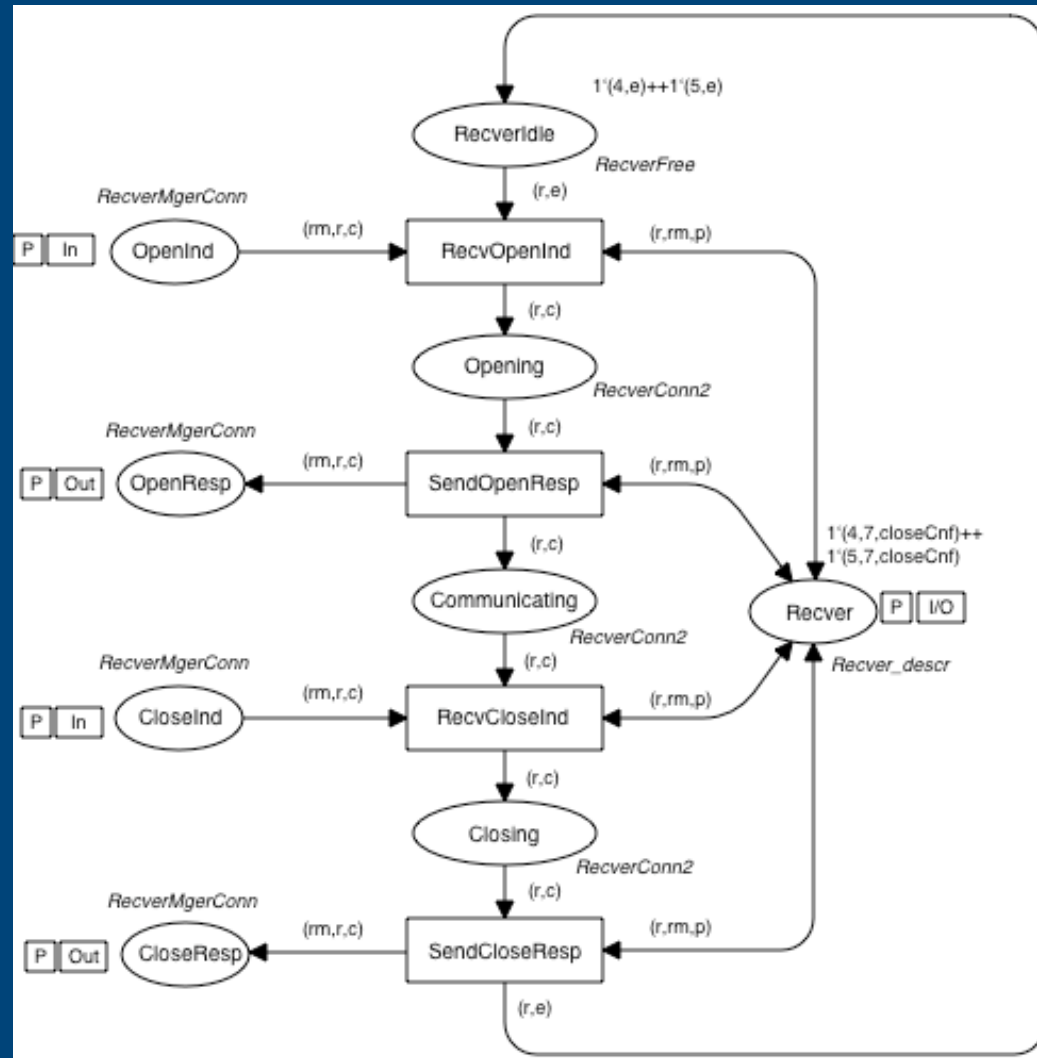 1`(4,e)++1`(5,e)
RecverIdle
RecverFree
(r,e)
RecverMgerConn
P In OpenInd
(rm,r,c)
RecvOpenInd
(r,rm,p)
(r,c)
Opening
RecverConn2
(r,c)
RecverMgerConn
P Out OpenResp
(rm,r,c)
SendOpenResp
(r,rm,p)
(r,c)
1`(4,7,closeCnf)++
1`(5,7,closeCnf)
Communicating
Recver P I/O
RecverConn2
Recver_descr
(r,c)
RecverMgerConn
P In CloseInd
(rm,r,c)
RecvCloseInd
(r,rm,p)
(r,c)
Closing
RecverConn2
(r,c)
RecverMgerConn
P Out CloseResp
(rm,r,c)
SendCloseResp
(r,rm,p)
(r,e)